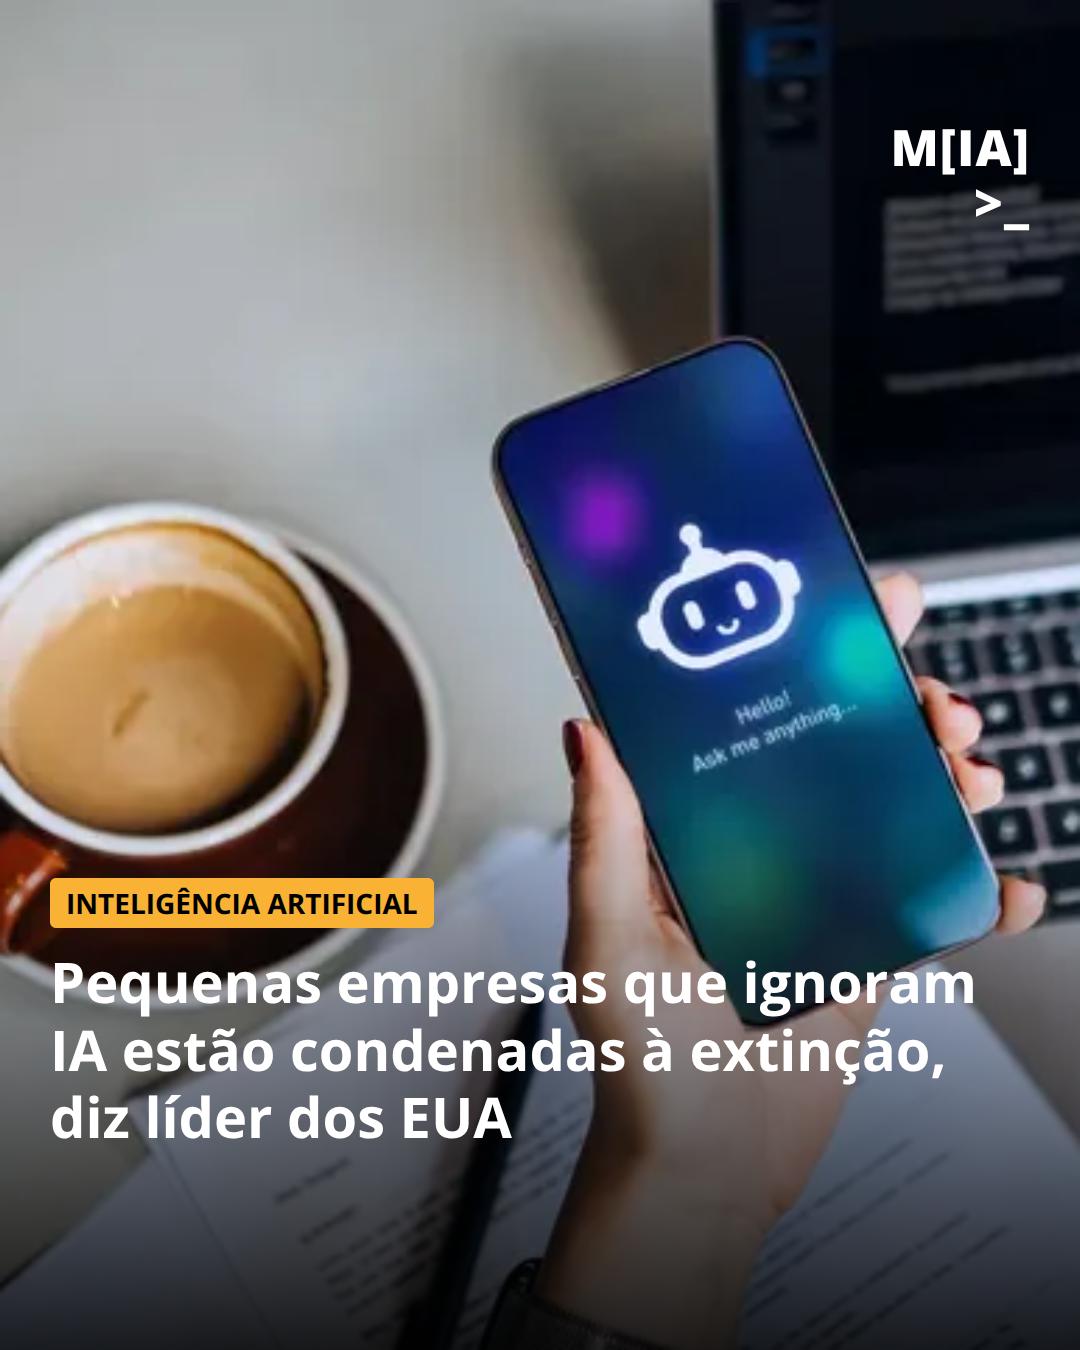 M[IA]
>_
Hello!
Ask me anything...
INTELIGÊNCIA ARTIFICIAL
Pequenas empresas que ignoram
IA estão condenadas à extinção,
diz líder dos EUA